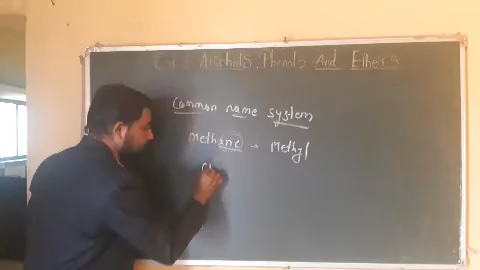 Alcohols, Phenols And Ethers
Common name system
Methane → Methyl